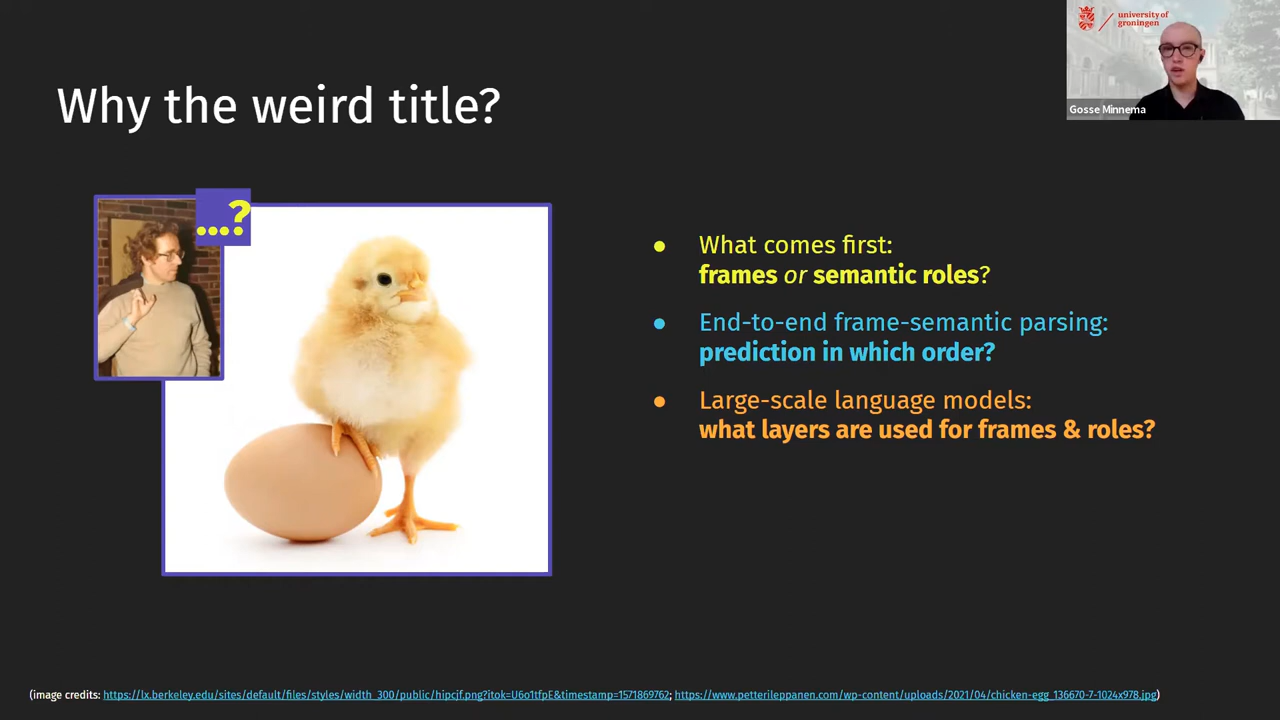 university of
groningen
Gosse Minnema
Why the weird title?
...?
● What comes first:
frames or semantic roles?
● End-to-end frame-semantic parsing:
prediction in which order?
● Large-scale language models:
what layers are used for frames & roles?
(image credits: https://lx.berkeley.edu/sites/default/files/styles/width_300/public/hipcjf.png?itok=U6o1tfpE&timestamp=1571869762; https://www.petterileppanen.com/wp-content/uploads/2021/04/chicken-egg_136670-7-1024x978.jpg)